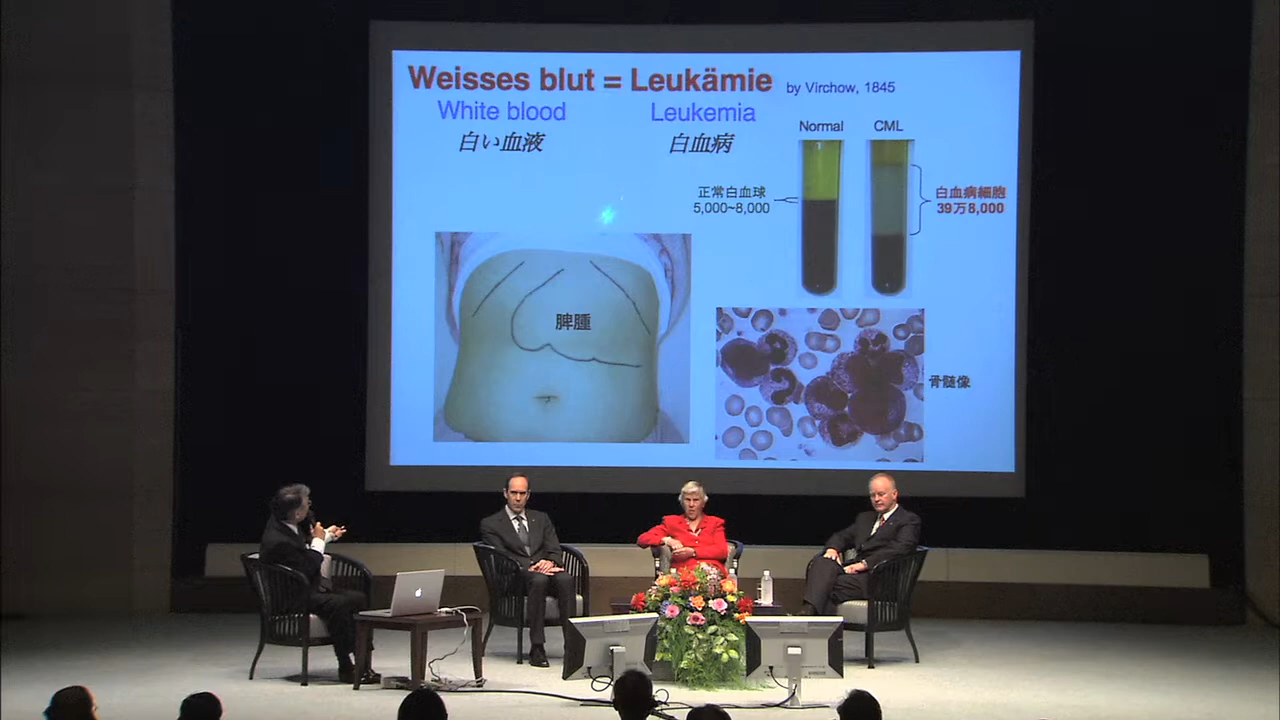 Weisses blut = Leukämie by Virchow, 1845
White blood Leukemia
白い血液 白血病
Normal CML
正常白血球
5,000~8,000
白血病細胞
39万8,000
脾腫
骨髄像